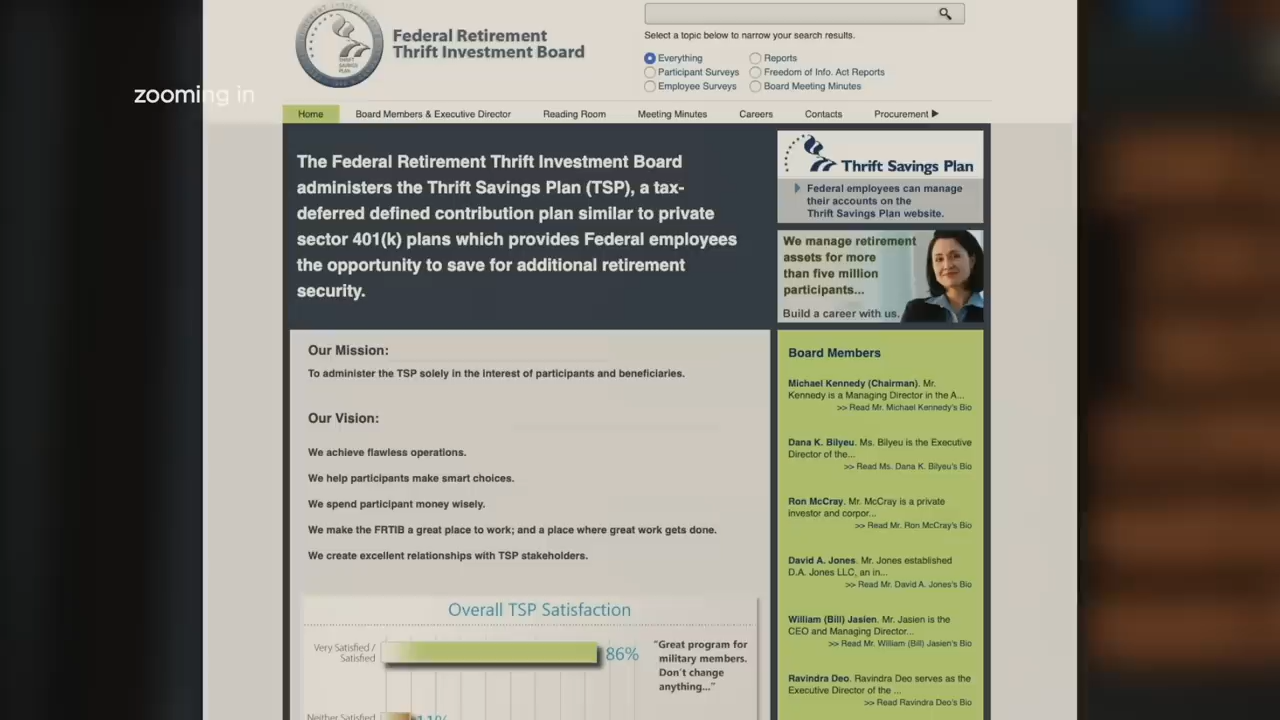 Federal Retirement
Thrift Investment Board
THRIFT
SAVINGS
PLAN
Select a topic below to narrow your search results.
Everything
Reports
Participant Surveys
Freedom of Info. Act Reports
Employee Surveys
Board Meeting Minutes
zooming in
Home
Board Members & Executive Director
Reading Room
Meeting Minutes
Careers
Contacts
Procurement ▶
The Federal Retirement Thrift Investment Board
administers the Thrift Savings Plan (TSP), a tax-
deferred defined contribution plan similar to private
sector 401(k) plans which provides Federal employees
the opportunity to save for additional retirement
security.
Thrift Savings Plan
Federal employees can manage
their accounts on the
Thrift Savings Plan website.
We manage retirement
assets for more
than five million
participants...
Build a career with us.
Our Mission:
To administer the TSP solely in the interest of participants and beneficiaries.
Our Vision:
We achieve flawless operations.
We help participants make smart choices.
We spend participant money wisely.
We make the FRTIB a great place to work; and a place where great work gets done.
We create excellent relationships with TSP stakeholders.
Overall TSP Satisfaction
Very Satisfied /
Satisfied
86%
"Great program for
military members.
Don't change
anything..."
Neither Satisfied
11%
Board Members
Michael Kennedy (Chairman). Mr.
Kennedy is a Managing Director in the A...
>> Read Mr. Michael Kennedy's Bio
Dana K. Bilyeu. Ms. Bilyeu is the Executive
Director of the...
>> Read Ms. Dana K. Bilyeu's Bio
Ron McCray. Mr. McCray is a private
investor and corpor...
>> Read Mr. Ron McCray's Bio
David A. Jones. Mr. Jones established
D.A. Jones LLC, an in...
>> Read Mr. David A. Jones's Bio
William (Bill) Jasien. Mr. Jasien is the
CEO and Managing Director...
>> Read Mr. William (Bill) Jasien's Bio
Ravindra Deo. Ravindra Deo serves as the
Executive Director of the ...
>> Read Ravindra Deo's Bio